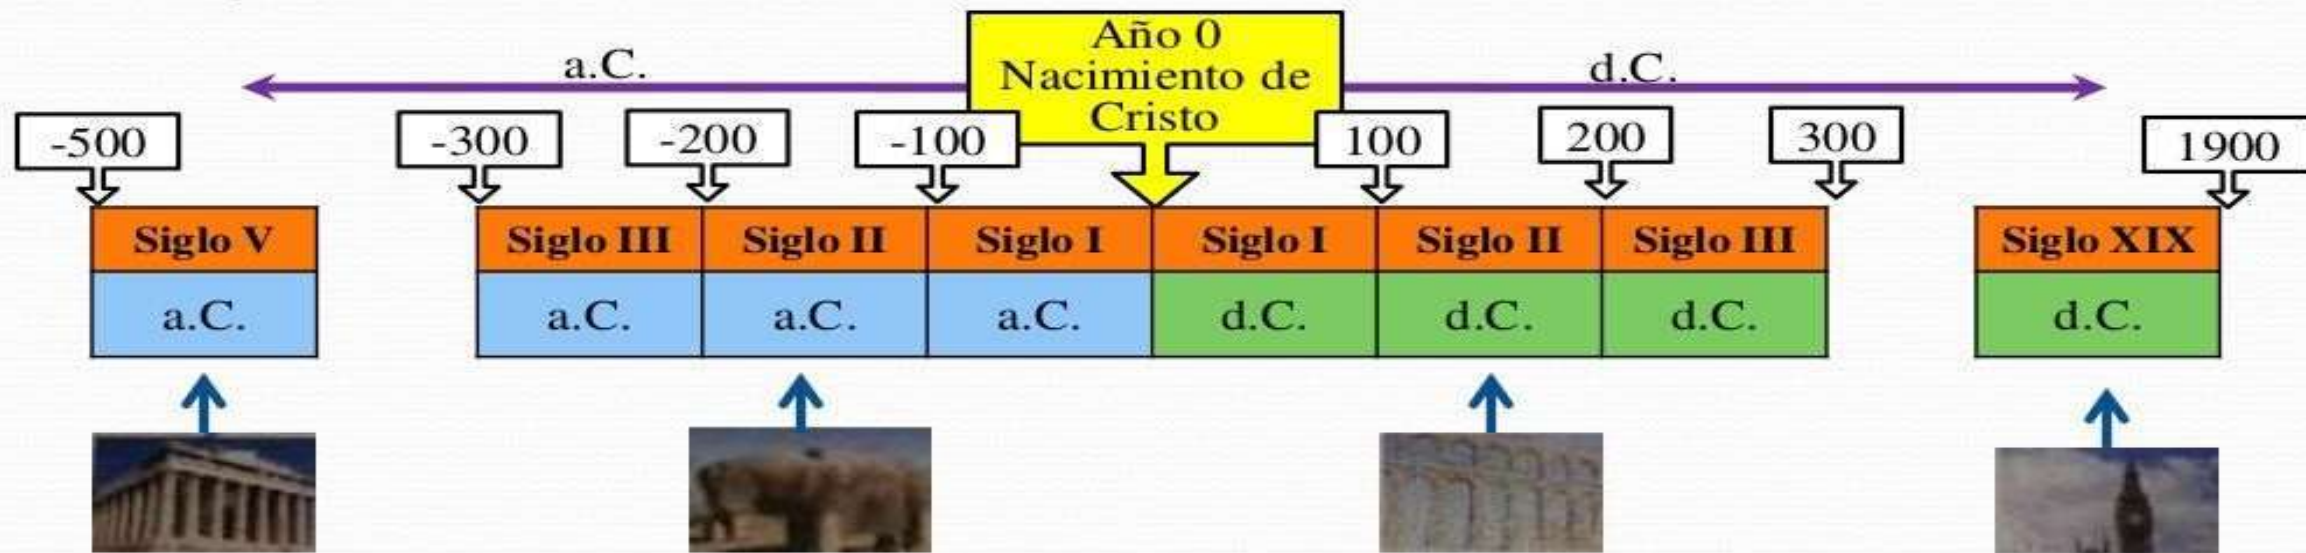 Año 0
Nacimiento de
Cristo
a.C.
d.C.
-500
-300
-200
-100
100
200
300
1900
Siglo V
Siglo III
Siglo II
Siglo I
Siglo I
Siglo II
Siglo III
Siglo XIX
a.C.
a.C.
a.C.
a.C.
d.C.
d.C.
d.C.
d.C.